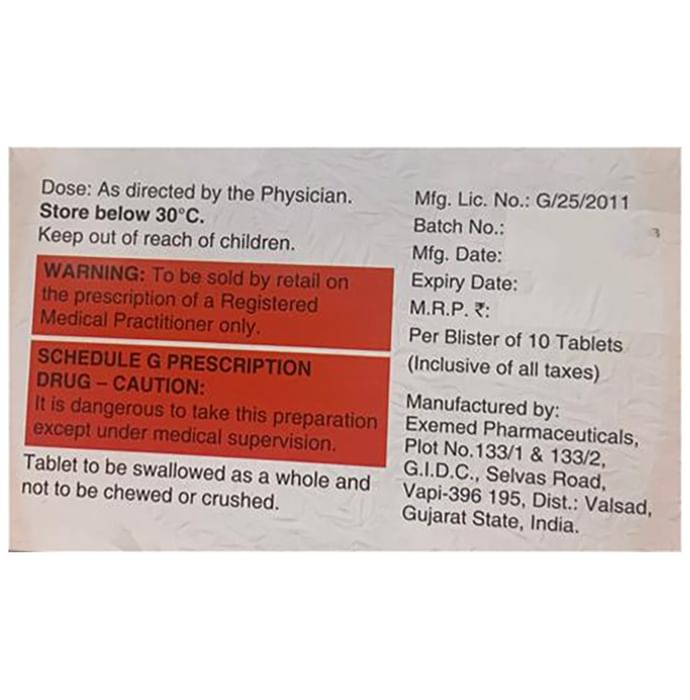 Dose: As directed by the Physician.
Store below 30°C.
Keep out of reach of children.
WARNING: To be sold by retail on
the prescription of a Registered
Medical Practitioner only.
SCHEDULE G PRESCRIPTION
DRUG – CAUTION:
It is dangerous to take this preparation
except under medical supervision.
Tablet to be swallowed as a whole and
not to be chewed or crushed.
Mfg. Lic. No.: G/25/2011
Batch No.:
Mfg. Date:
Expiry Date:
M.R.P. ₹:
Per Blister of 10 Tablets
(Inclusive of all taxes)
Manufactured by:
Exemed Pharmaceuticals,
Plot No.133/1 & 133/2,
G.I.D.C., Selvas Road,
Vapi-396 195, Dist.: Valsad,
Gujarat State, India.